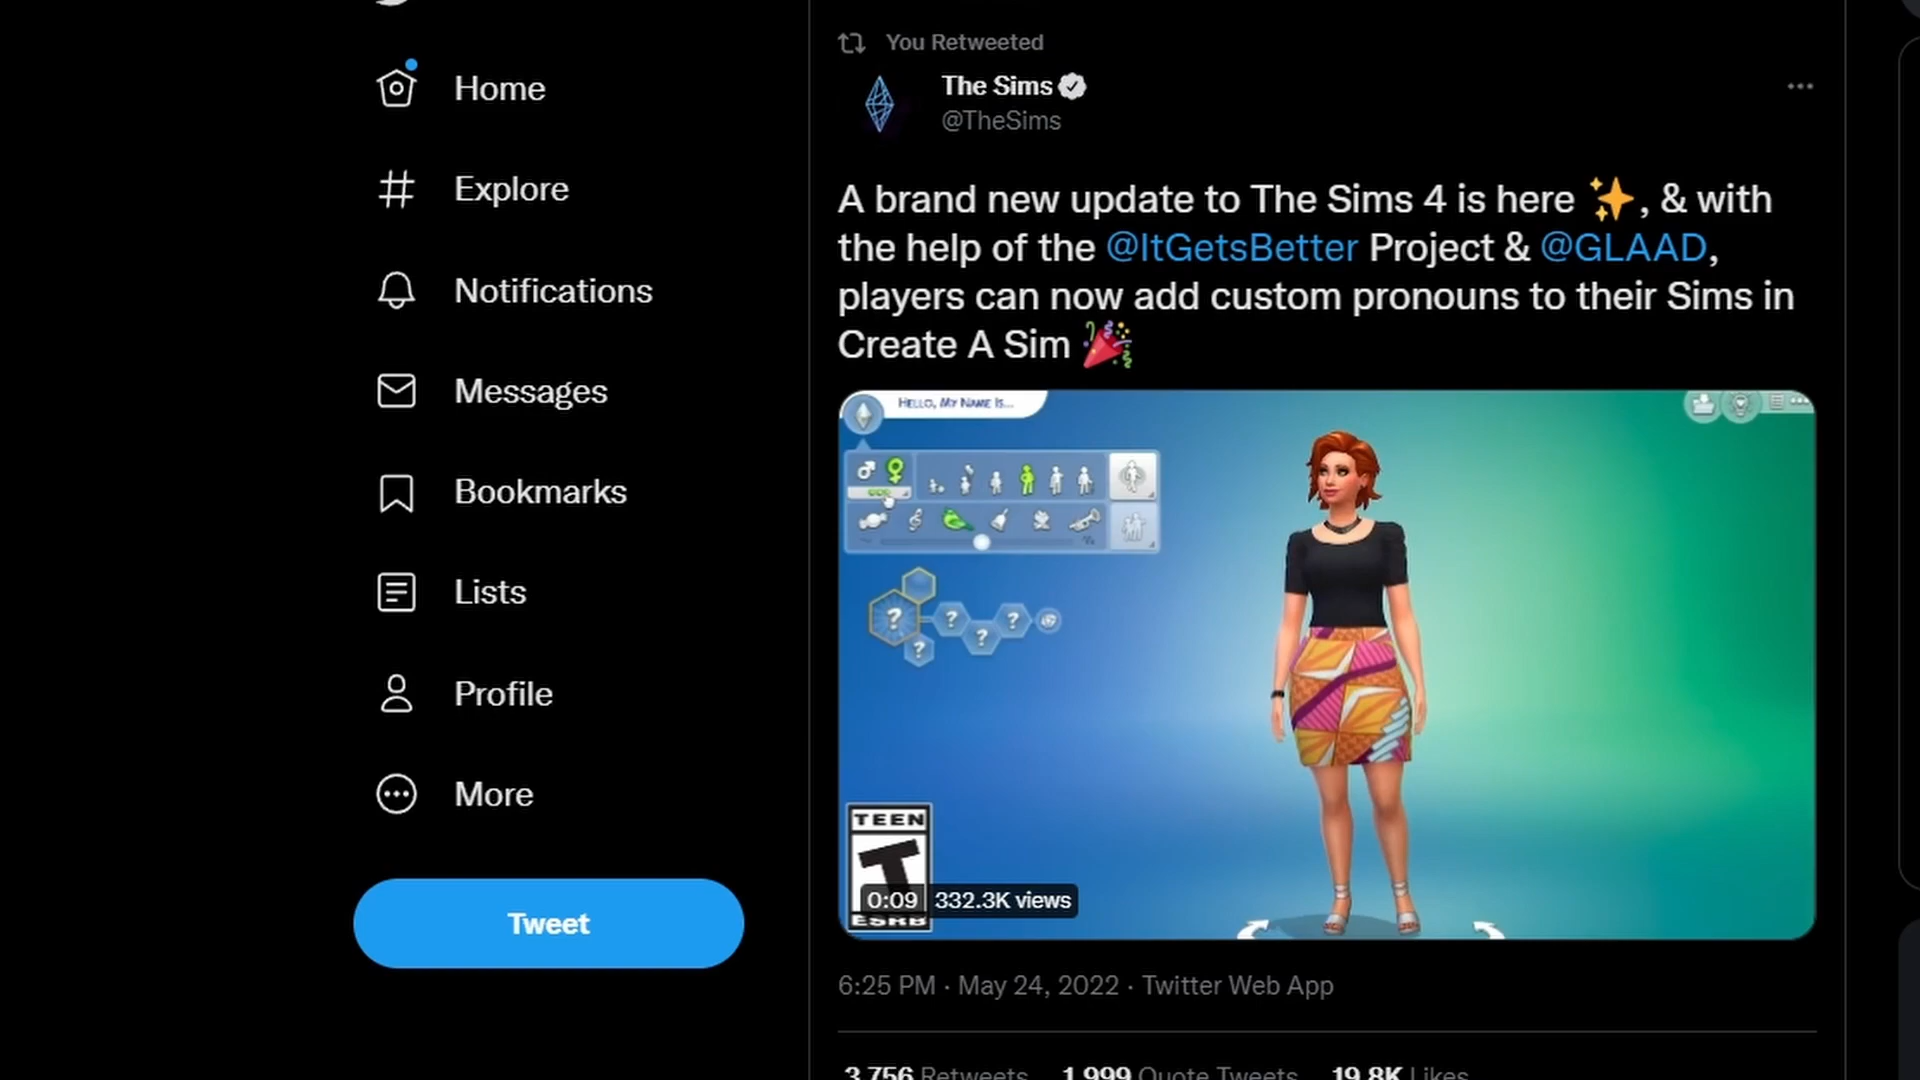 Home
Explore
Notifications
Messages
Bookmarks
Lists
Profile
More
Tweet
You Retweeted
The Sims
@TheSims
A brand new update to The Sims 4 is here ✨, & with
the help of the @ItGetsBetter Project & @GLAAD,
players can now add custom pronouns to their Sims in
Create A Sim 🎉
Hello, My Name Is...
TEEN
T
ESRB
0:09 332.3K views
6:25 PM · May 24, 2022 · Twitter Web App
3,756 Retweets 1,999 Quote Tweets 19.8K Likes